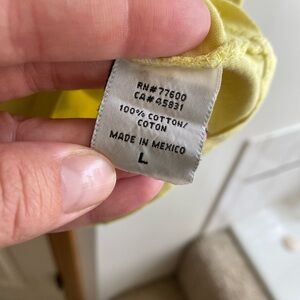 RN#77600
CA#45831
100% COTTON/
COTON
MADE IN MEXICO
L